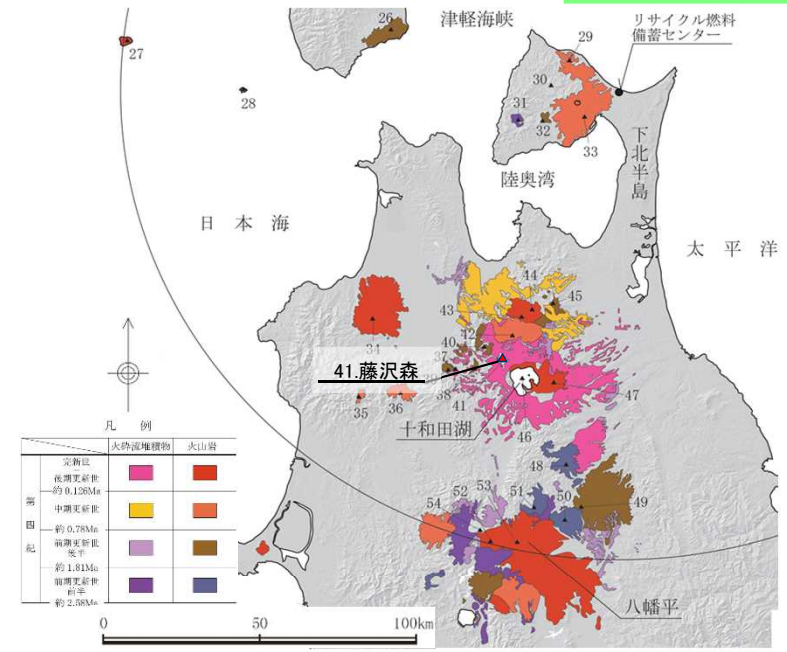 26
津軽海峡
リサイクル燃料
備蓄センター
27
29
30
28
31
32
33
下北半島
陸奥湾
日 本 海
太 平 洋
44
45
43
42
40
34
37
41.藤沢森
38
35
36
41
47
46
十和田湖
凡 例
火砕流堆積物
火山岩
第四紀
完新世
後期更新世
約0.126Ma
中期更新世
約0.78Ma
前期更新世
後半
約1.81Ma
前期更新世
前半
約2.58Ma
48
49
50
51
52
53
54
八幡平
0
50
100km